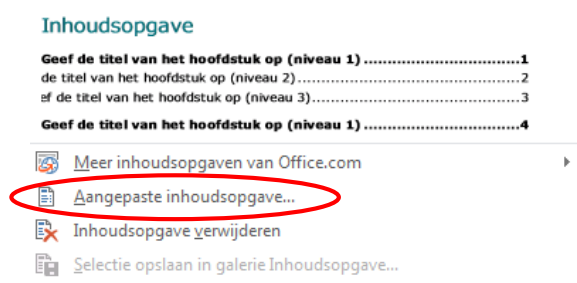 Inhoudsopgave
Geef de titel van het hoofdstuk op (niveau 1)................................1
de titel van het hoofdstuk op (niveau 2)................................................2
ef de titel van het hoofdstuk op (niveau 3).............................................3
Geef de titel van het hoofdstuk op (niveau 1)................................4
Meer inhoudsopgaven van Office.com
Aangepaste inhoudsopgave...
Inhoudsopgave verwijderen
Selectie opslaan in galerie Inhoudsopgave...